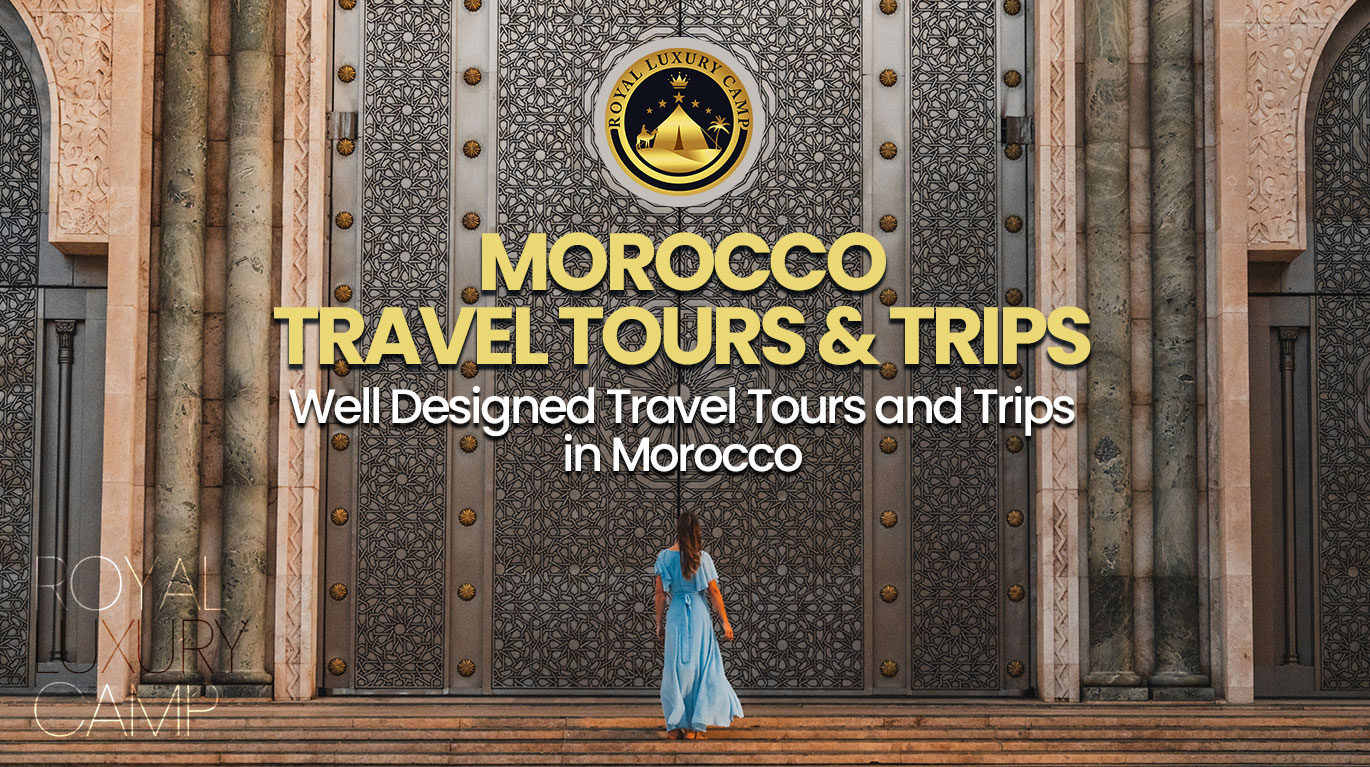 ROYAL LUXURY CAMP
MOROCCO
TRAVEL TOURS & TRIPS
Well Designed Travel Tours and Trips
in Morocco
ROYAL
LUXURY
CAMP